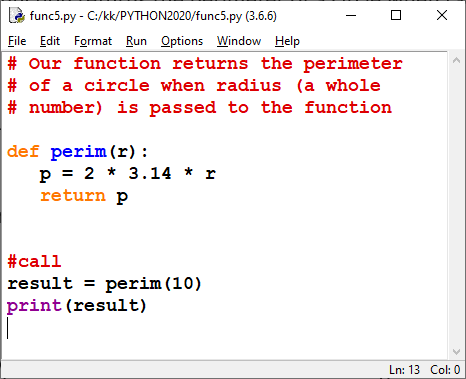 func5.py - C:/kk/PYTHON2020/func5.py (3.6.6)
File Edit Format Run Options Window Help
# Our function returns the perimeter
# of a circle when radius (a whole
# number) is passed to the function
def perim(r):
   p = 2 * 3.14 * r
   return p
#call
result = perim(10)
print(result)
Ln: 13 Col: 0